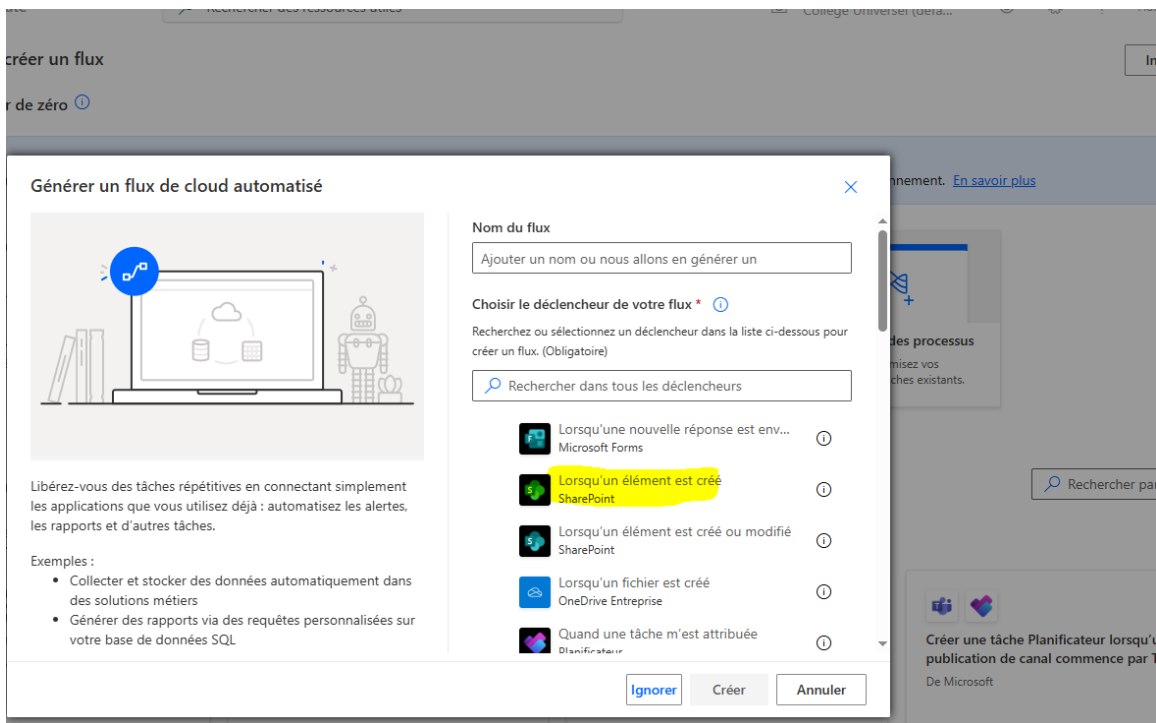 Rechercher des ressources utiles
Collège Universel (défa...
créer un flux
r de zéro
Générer un flux de cloud automatisé
nnement. En savoir plus
Nom du flux
Ajouter un nom ou nous allons en générer un
Choisir le déclencheur de votre flux *
Recherchez ou sélectionnez un déclencheur dans la liste ci-dessous pour
créer un flux. (Obligatoire)
Rechercher dans tous les déclencheurs
Lorsqu'une nouvelle réponse est env...
Microsoft Forms
Lorsqu'un élément est créé
SharePoint
Lorsqu'un élément est créé ou modifié
SharePoint
Lorsqu'un fichier est créé
OneDrive Entreprise
Quand une tâche m'est attribuée
Planificateur
Libérez-vous des tâches répétitives en connectant simplement
les applications que vous utilisez déjà : automatisez les alertes,
les rapports et d'autres tâches.
Exemples :
• Collecter et stocker des données automatiquement dans
des solutions métiers
• Générer des rapports via des requêtes personnalisées sur
votre base de données SQL
Ignorer
Créer
Annuler
des processus
misez vos
ches existants.
Rechercher par
Créer une tâche Planificateur lorsqu'u
publication de canal commence par T
De Microsoft